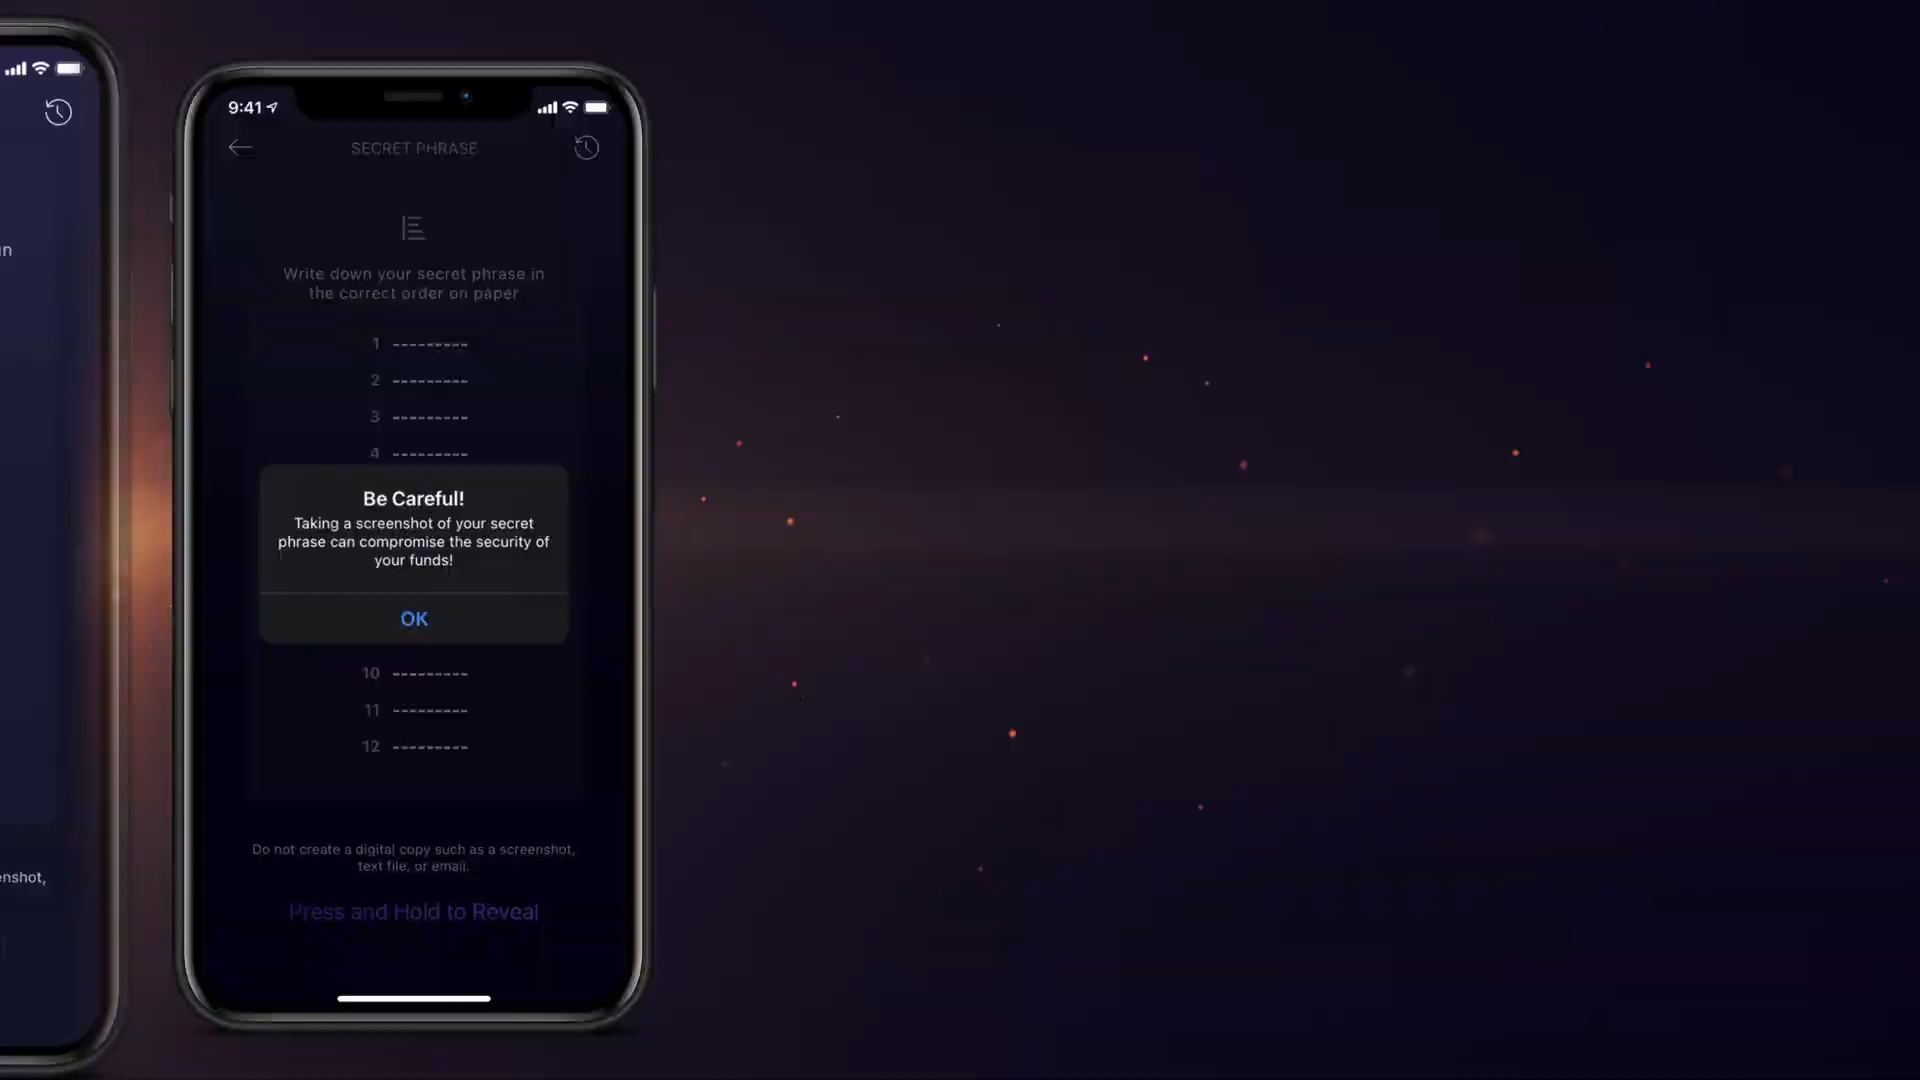 in
enshot,
9:41
SECRET PHRASE
Write down your secret phrase in
the correct order on paper
1 ---------
2 ---------
3 ---------
4 ---------
Be Careful!
Taking a screenshot of your secret
phrase can compromise the security of
your funds!
OK
10 ---------
11 ---------
12 ---------
Do not create a digital copy such as a screenshot,
text file, or email.
Press and Hold to Reveal